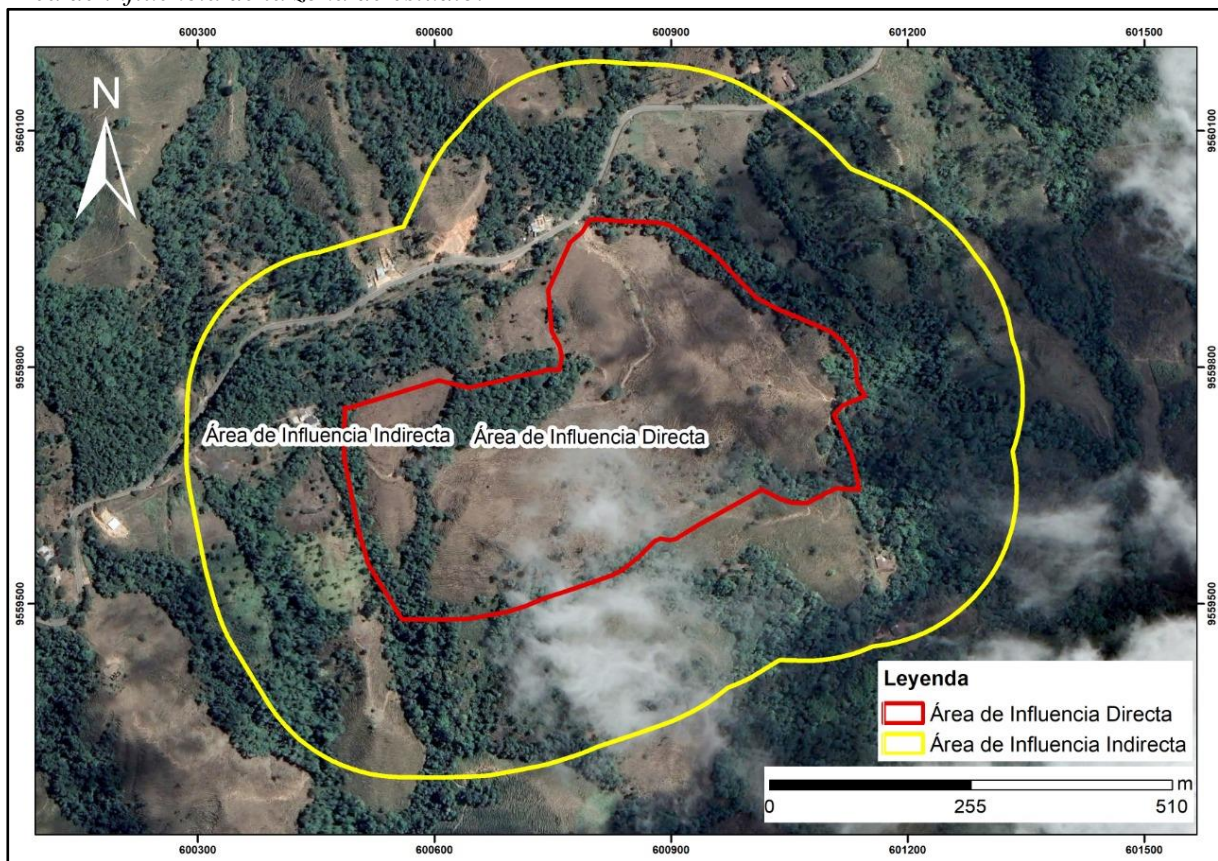 600300 600600 600900 601200 601500
N
9560100 9560100
9559800 9559800
Área de Influencia Indirecta Área de Influencia Directa
9559500 9559500
Leyenda
Área de Influencia Directa
Área de Influencia Indirecta
m
0 255 510
600300 600600 600900 601200 601500